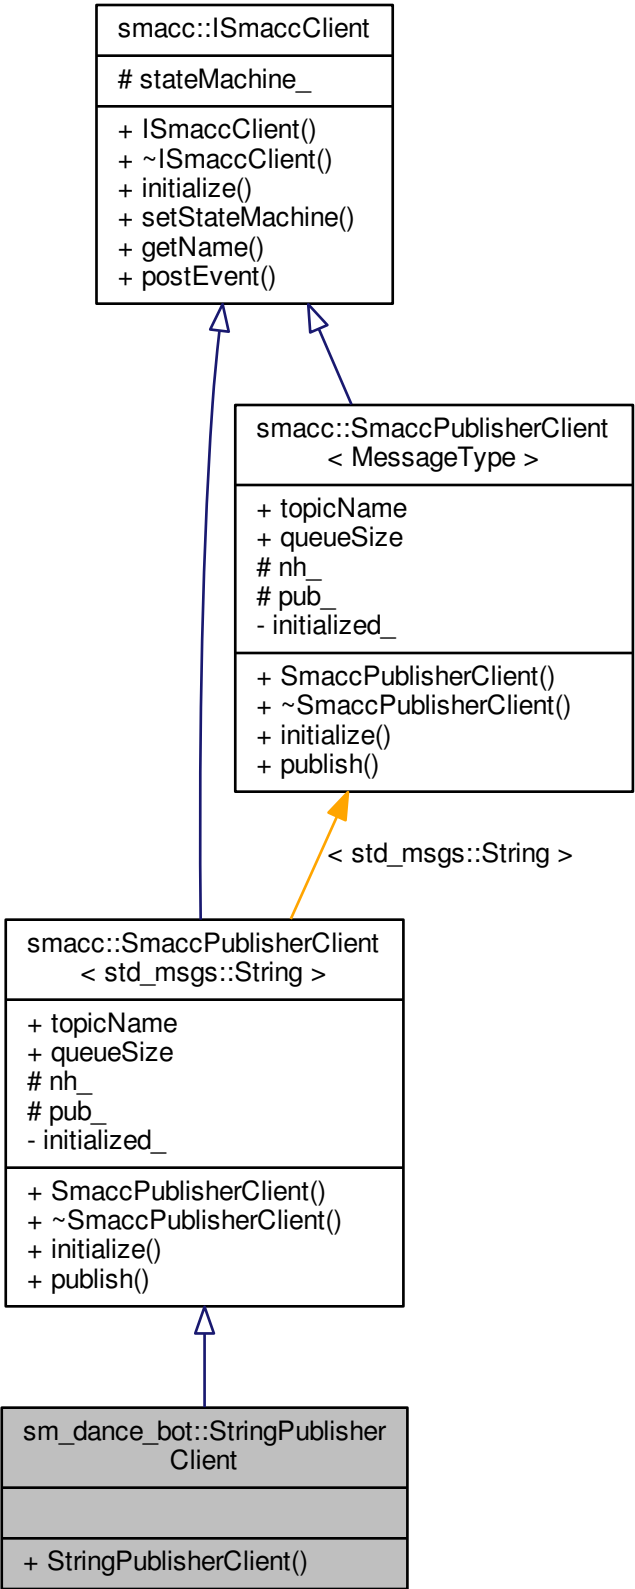 smacc::ISmaccClient
# stateMachine_
+ ISmaccClient()
+ ~ISmaccClient()
+ initialize()
+ setStateMachine()
+ getName()
+ postEvent()
smacc::SmaccPublisherClient
< MessageType >
+ topicName
+ queueSize
# nh_
# pub_
- initialized_
+ SmaccPublisherClient()
+ ~SmaccPublisherClient()
+ initialize()
+ publish()
< std_msgs::String >
smacc::SmaccPublisherClient
< std_msgs::String >
+ topicName
+ queueSize
# nh_
# pub_
- initialized_
+ SmaccPublisherClient()
+ ~SmaccPublisherClient()
+ initialize()
+ publish()
sm_dance_bot::StringPublisher
Client
+ StringPublisherClient()